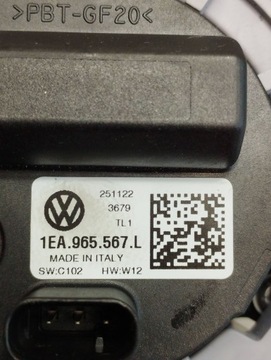 >PBT-GF20<
251122
3679
TL1
1EA.965.567.L
MADE IN ITALY
SW:C102 HW:W12